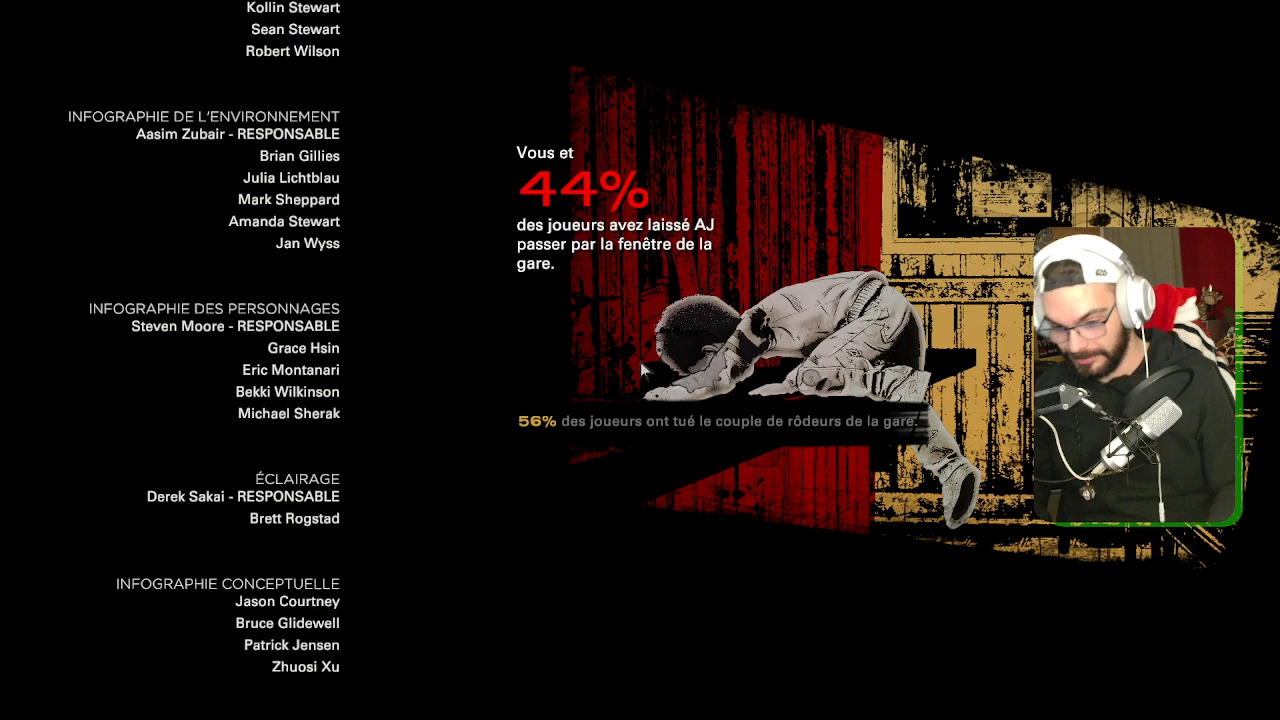 Kollin Stewart
Sean Stewart
Robert Wilson
INFOGRAPHIE DE L'ENVIRONNEMENT
Aasim Zubair - RESPONSABLE
Brian Gillies
Julia Lichtblau
Mark Sheppard
Amanda Stewart
Jan Wyss
INFOGRAPHIE DES PERSONNAGES
Steven Moore - RESPONSABLE
Grace Hsin
Eric Montanari
Bekki Wilkinson
Michael Sherak
ÉCLAIRAGE
Derek Sakai - RESPONSABLE
Brett Rogstad
INFOGRAPHIE CONCEPTUELLE
Jason Courtney
Bruce Glidewell
Patrick Jensen
Zhuosi Xu
Vous et
44%
des joueurs avez laissé AJ
passer par la fenêtre de la
gare.
56% des joueurs ont tué le couple de rôdeurs de la gare.